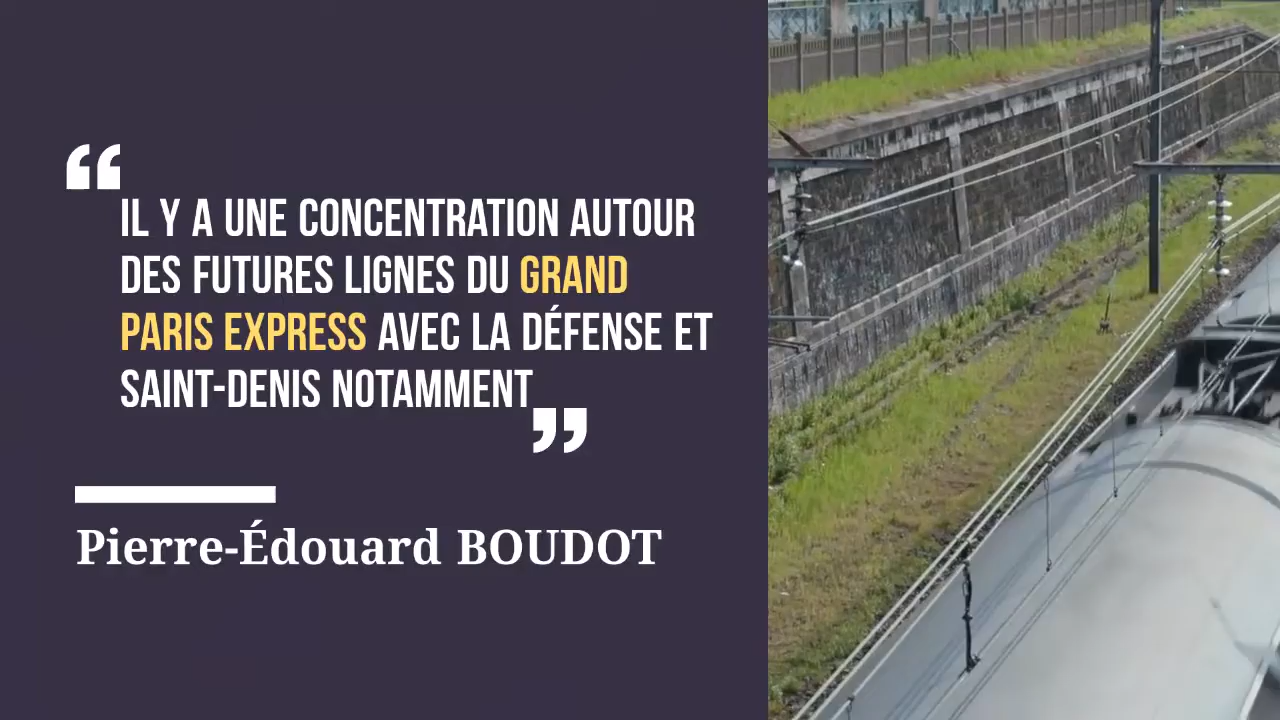 “
IL Y A UNE CONCENTRATION AUTOUR
DES FUTURES LIGNES DU GRAND
PARIS EXPRESS AVEC LA DÉFENSE ET
SAINT-DENIS NOTAMMENT
”
Pierre-Édouard BOUDOT